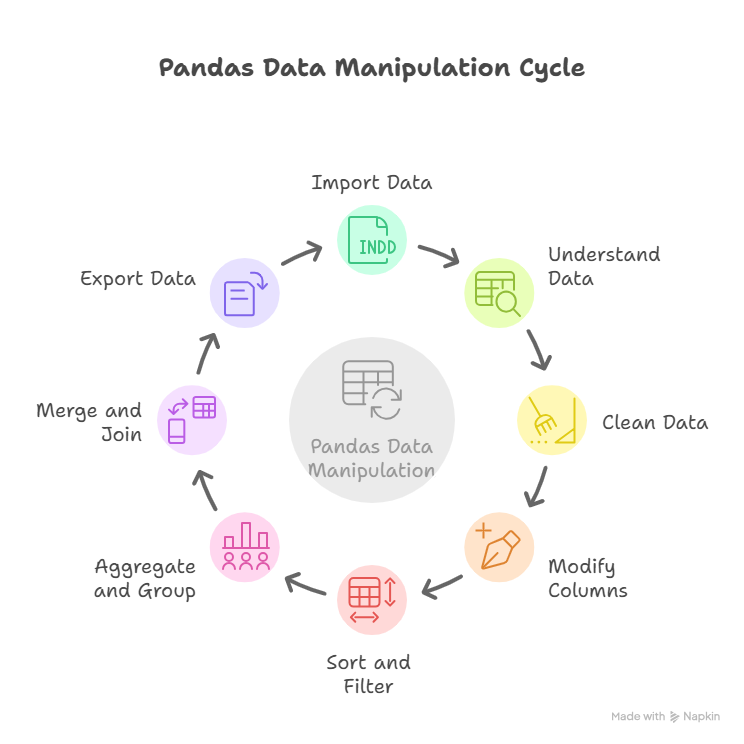 Pandas Data Manipulation Cycle
Import Data
INDD
Understand
Data
Clean Data
Modify
Columns
Sort and
Filter
Aggregate
and Group
Merge and
Join
Export Data
Pandas Data
Manipulation
Made with Napkin